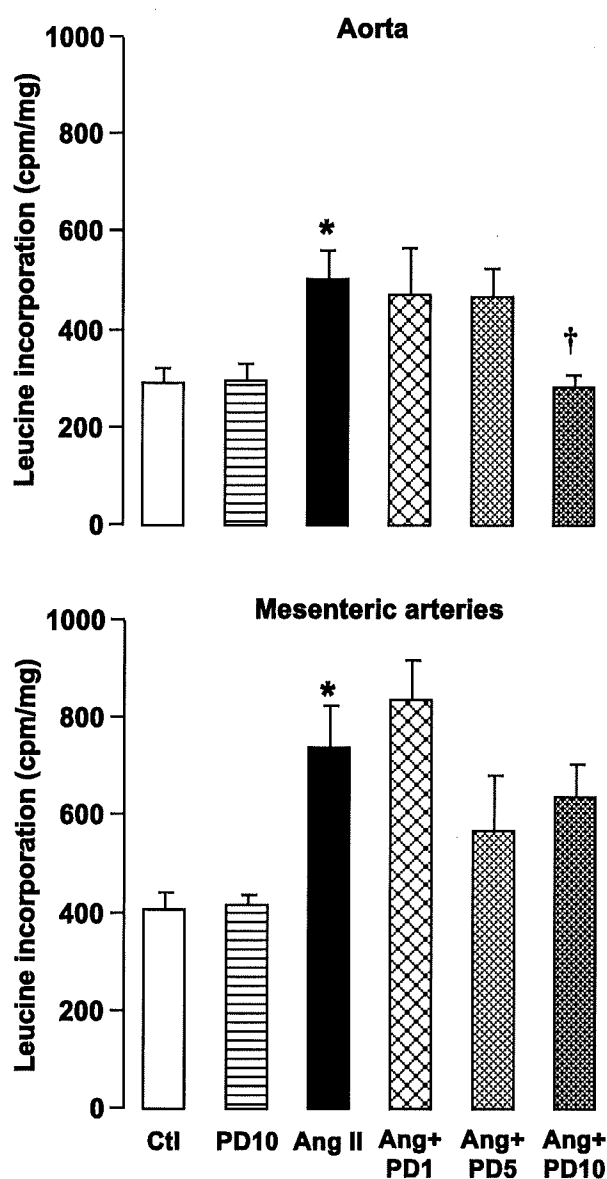 Aorta
Leucine incorporation (cpm/mg)
1000
800
600
400
200
0
*
†
Mesenteric arteries
Leucine incorporation (cpm/mg)
1000
800
600
400
200
0
*
Ctl PD10 Ang II Ang+ Ang+ Ang+
PD1 PD5 PD10